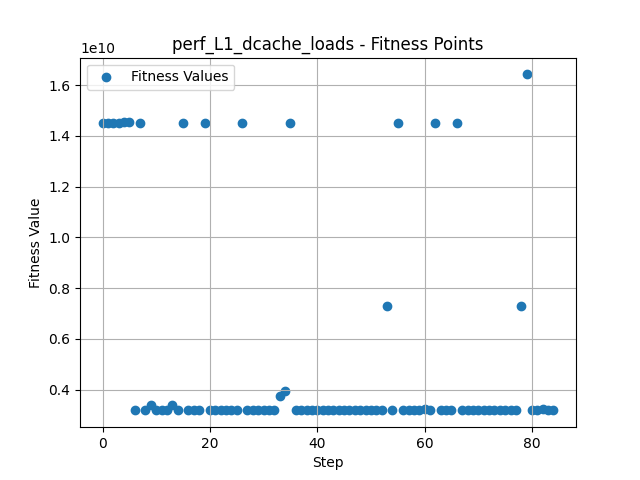 perf_L1_dcache_loads - Fitness Points
1e10
Fitness Values
1.6
1.4
1.2
1.0
0.8
0.6
0.4
Fitness Value
0 20 40 60 80
Step